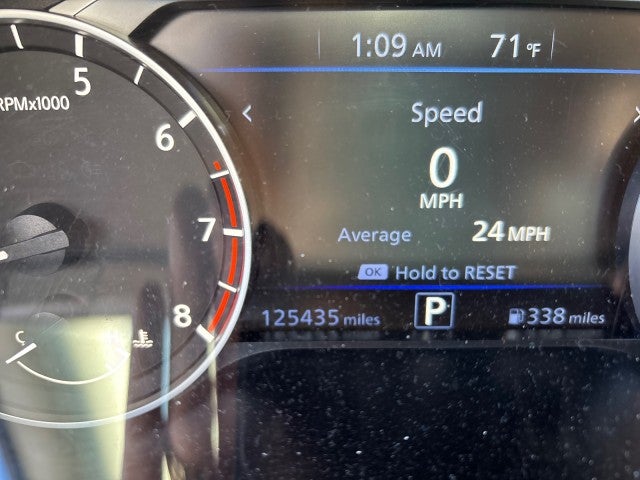 1:09 AM 71°F
5
RPMx1000
6
7
8
C
Speed
0
MPH
Average 24 MPH
OK Hold to RESET
125435 miles P 338 miles